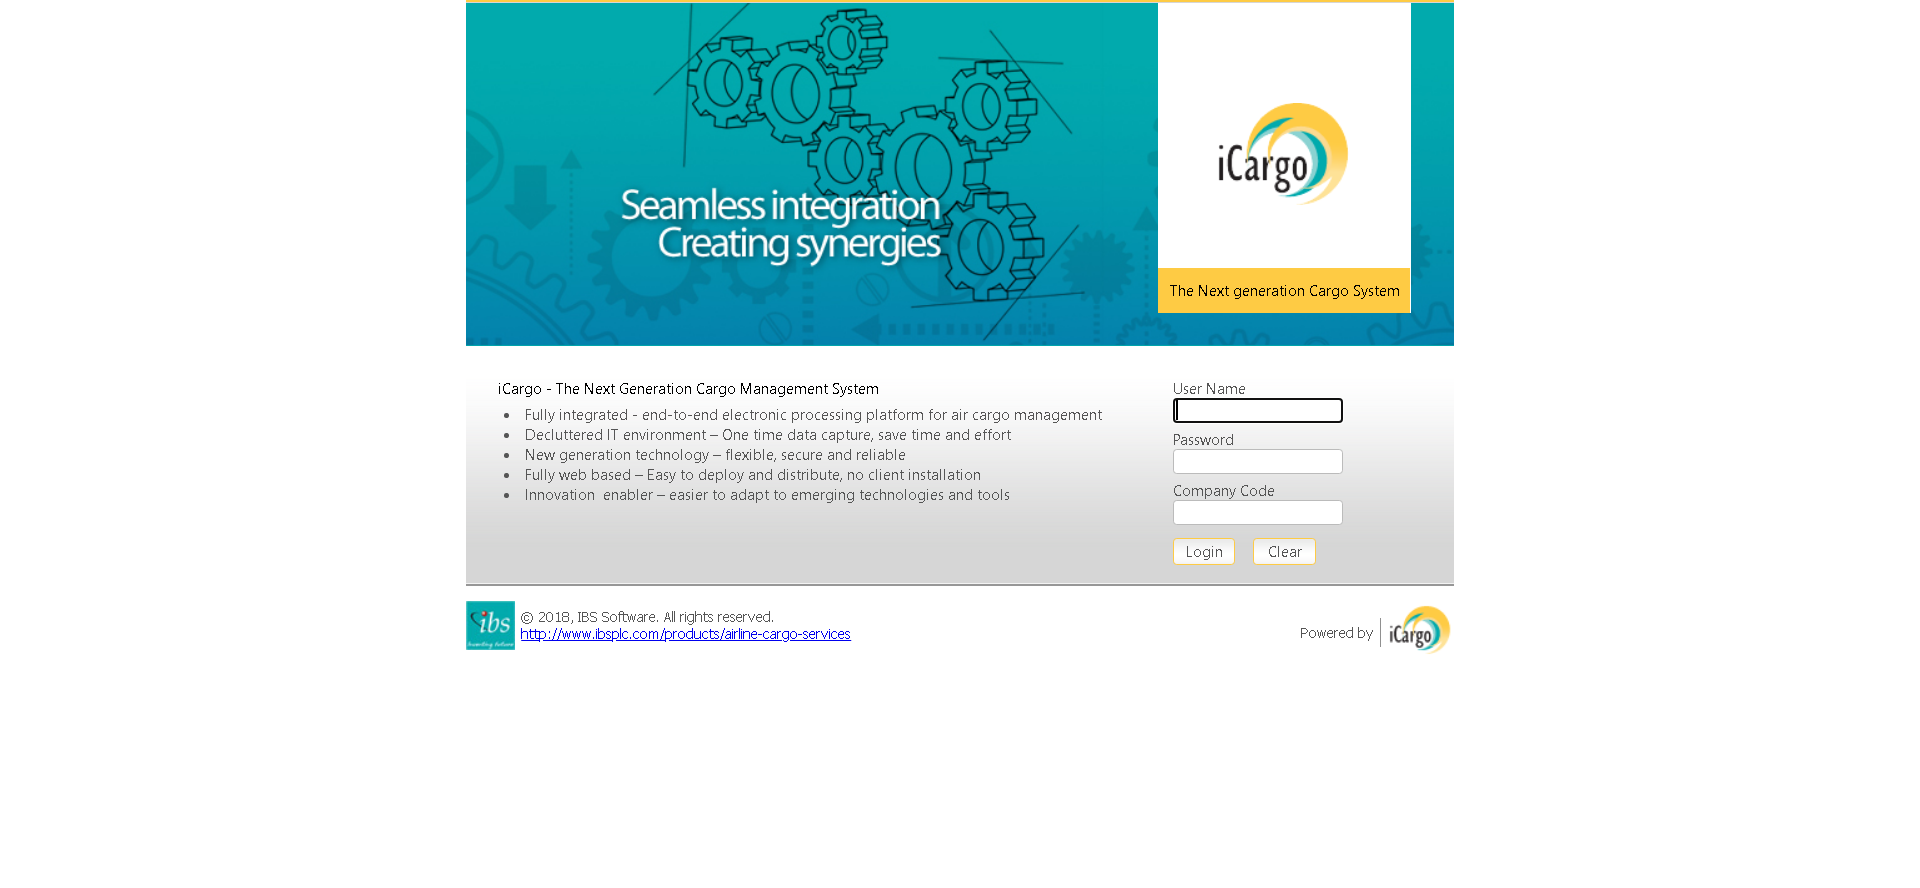 Seamless integration
Creating synergies
iCargo
The Next generation Cargo System
iCargo - The Next Generation Cargo Management System
• Fully integrated - end-to-end electronic processing platform for air cargo management
• Decluttered IT environment – One time data capture, save time and effort
• New generation technology – flexible, secure and reliable
• Fully web based – Easy to deploy and distribute, no client installation
• Innovation  enabler – easier to adapt to emerging technologies and tools
User Name
Password
Company Code
Login
Clear
ibs
© 2018, IBS Software. All rights reserved.
http://www.ibsplc.com/products/airline-cargo-services
Powered by
iCargo